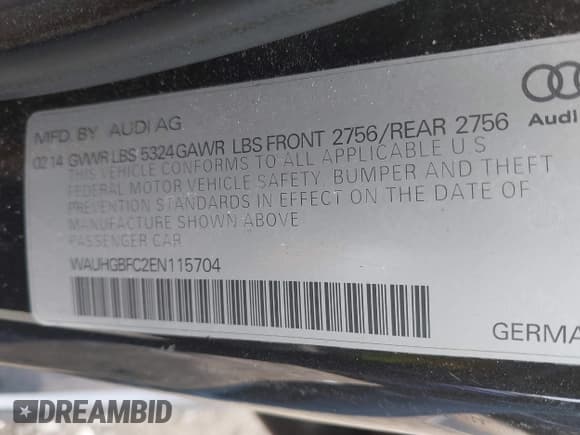 MFD. BY AUDI AG
02 14 GVWR LBS 5324 GAWR LBS FRONT 2756/REAR 2756
THIS VEHICLE CONFORMS TO ALL APPLICABLE U S
FEDERAL MOTOR VEHICLE SAFETY, BUMPER AND THEFT
PREVENTION STANDARDS IN EFFECT ON THE DATE OF
MANUFACTURE SHOWN ABOVE
PASSENGER CAR
WAUHGBFC2EN115704
Audi
GERMA
DREAMBID